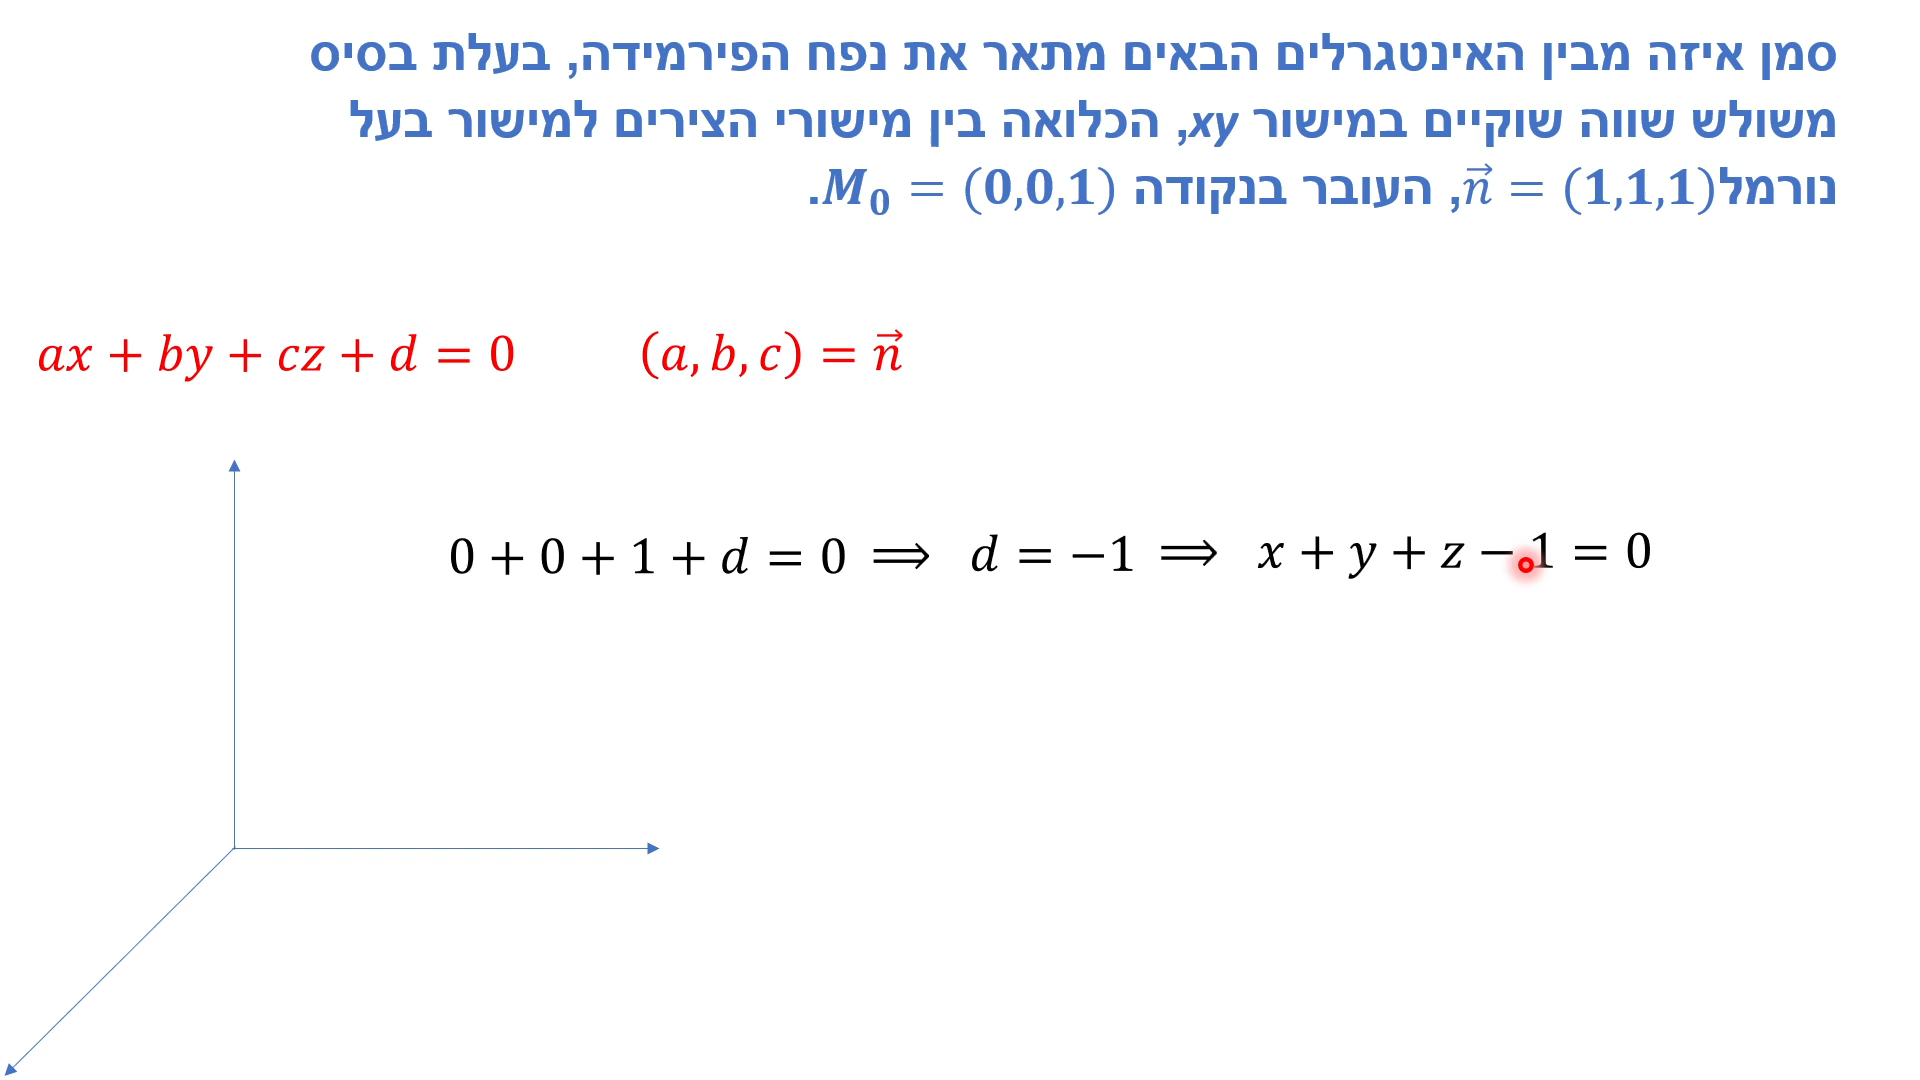 סמן איזה מבין האינטגרלים הבאים מתאר את נפח הפירמידה, בעלת בסיס
משולש שווה שוקיים במישור xy, הכלואה בין מישורי הצירים למישור בעל
נורמל n⃗ = (1,1,1), העובר בנקודה M₀ = (0,0,1).
ax + by + cz + d = 0 (a, b, c) = n⃗
0 + 0 + 1 + d = 0 ⟹ d = −1 ⟹ x + y + z − 1 = 0